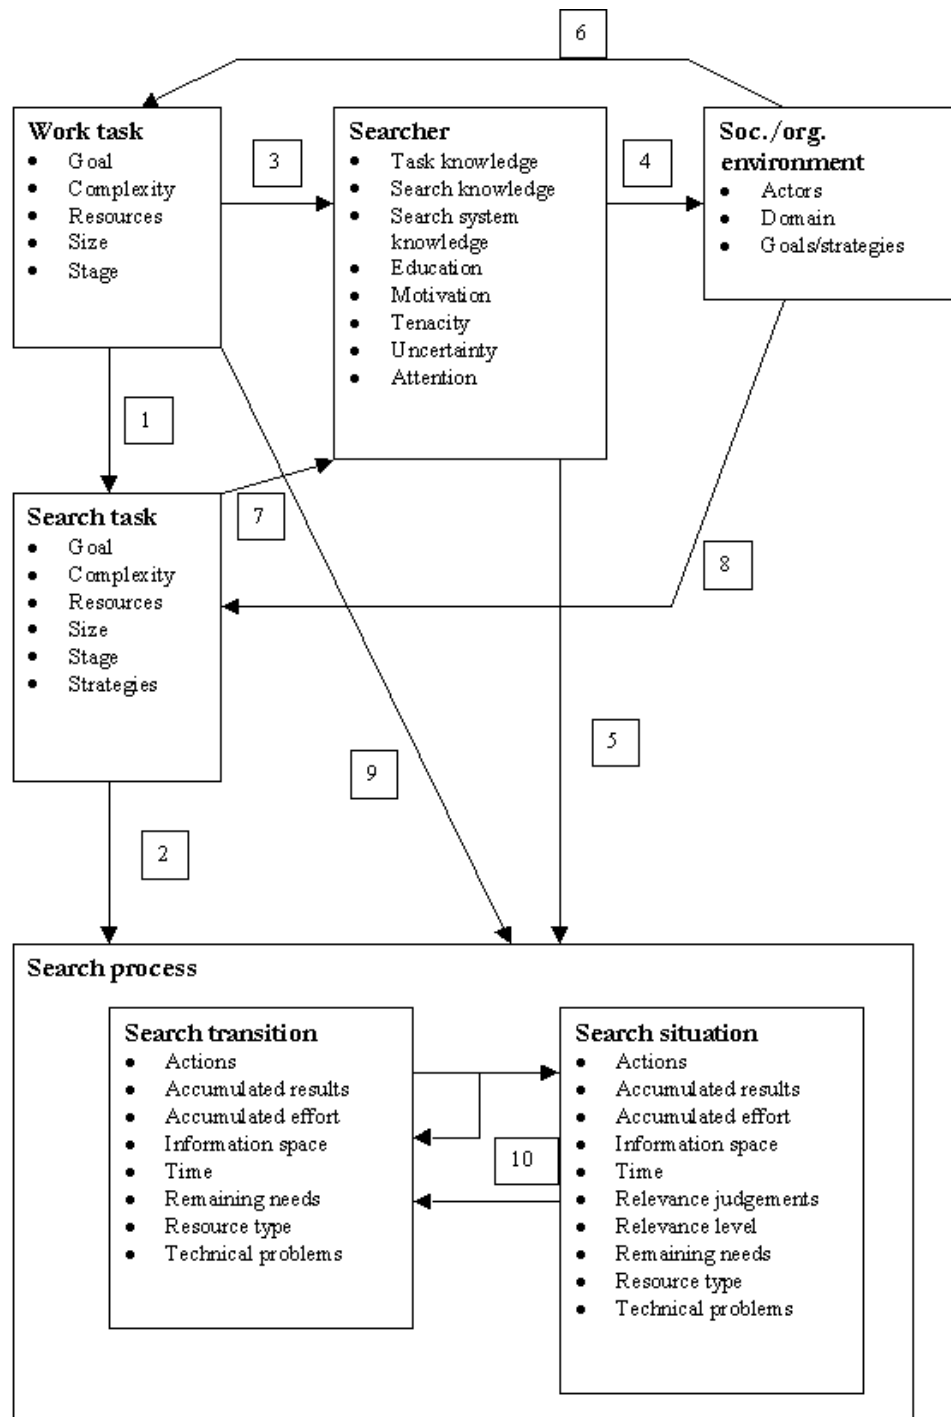 6
Work task
• Goal
• Complexity
• Resources
• Size
• Stage
3
Searcher
• Task knowledge
• Search knowledge
• Search system
knowledge
• Education
• Motivation
• Tenacity
• Uncertainty
• Attention
4
Soc./org.
environment
• Actors
• Domain
• Goals/strategies
1
7
Search task
• Goal
• Complexity
• Resources
• Size
• Stage
• Strategies
8
5
9
2
Search process
Search transition
• Actions
• Accumulated results
• Accumulated effort
• Information space
• Time
• Remaining needs
• Resource type
• Technical problems
10
Search situation
• Actions
• Accumulated results
• Accumulated effort
• Information space
• Time
• Relevance judgements
• Relevance level
• Remaining needs
• Resource type
• Technical problems